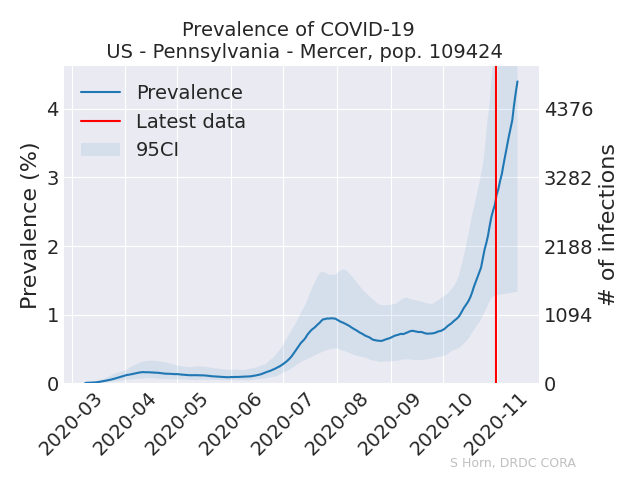 Prevalence of COVID-19
US - Pennsylvania - Mercer, pop. 109424
Prevalence
Latest data
95CI
Prevalence (%)
4
3
2
1
0
4376
3282
2188
1094
0
# of infections
2020-03
2020-04
2020-05
2020-06
2020-07
2020-08
2020-09
2020-10
2020-11
S Horn, DRDC CORA